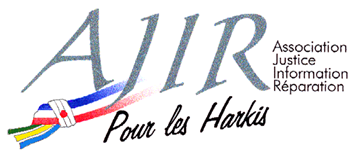 AJIR
Association
Justice
Information
Réparation
Pour les Harkis